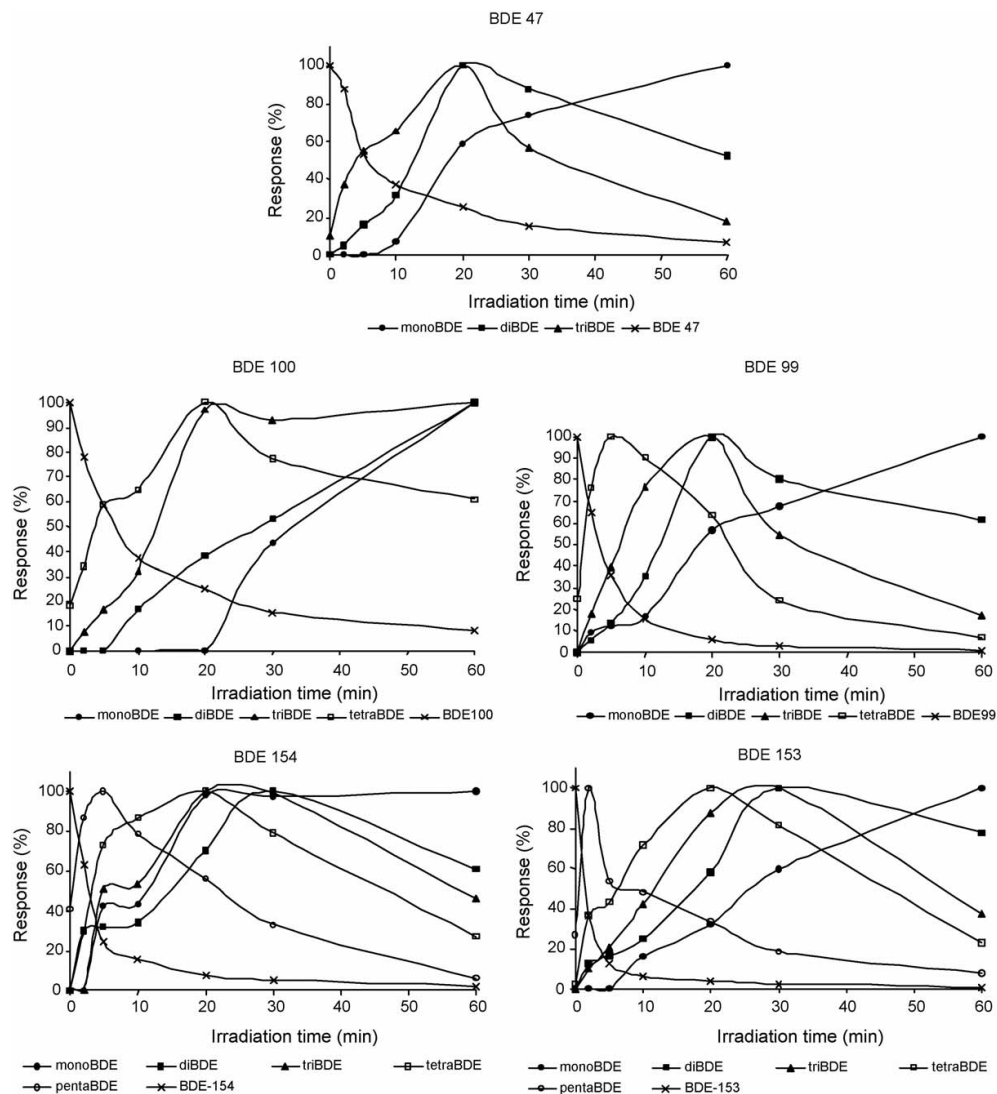 BDE 47
Response (%)
100
80
60
40
20
0
0 10 20 30 40 50 60
Irradiation time (min)
monoBDE diBDE triBDE BDE 47
BDE 100
Response (%)
100
90
80
70
60
50
40
30
20
10
0
0 10 20 30 40 50 60
Irradiation time (min)
monoBDE diBDE triBDE tetraBDE BDE100
BDE 99
Response (%)
100
90
80
70
60
50
40
30
20
10
0
0 10 20 30 40 50 60
Irradiation time (min)
monoBDE diBDE triBDE tetraBDE BDE99
BDE 154
Response (%)
100
80
60
40
20
0
0 10 20 30 40 50 60
Irradiation time (min)
monoBDE diBDE triBDE tetraBDE
pentaBDE BDE-154
BDE 153
Response (%)
100
80
60
40
20
0
0 10 20 30 40 50 60
Irradiation time (min)
monoBDE diBDE triBDE tetraBDE
pentaBDE BDE-153